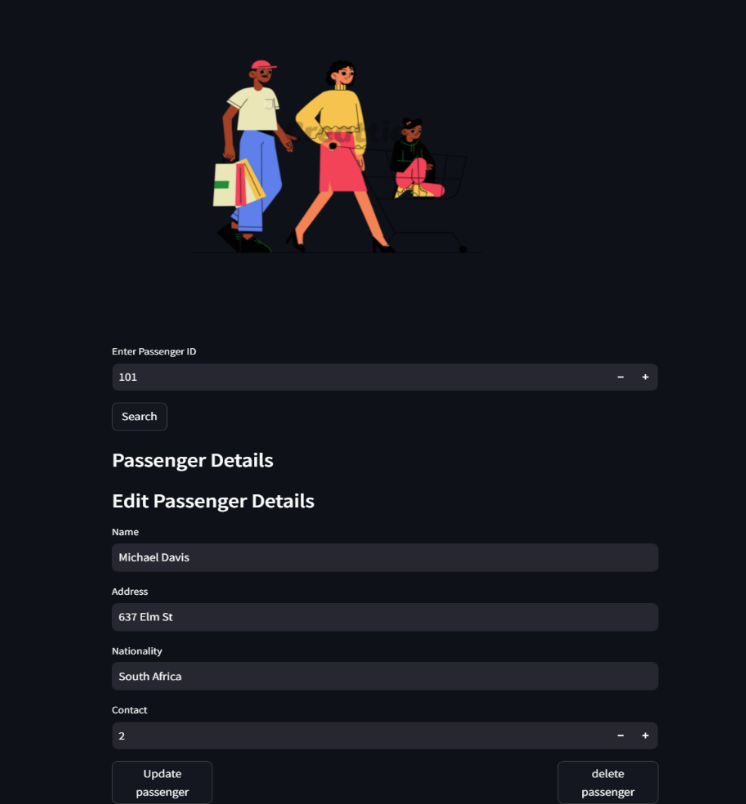 Enter Passenger ID
101
− +
Search
Passenger Details
Edit Passenger Details
Name
Michael Davis
Address
637 Elm St
Nationality
South Africa
Contact
2
− +
Update
passenger
delete
passenger